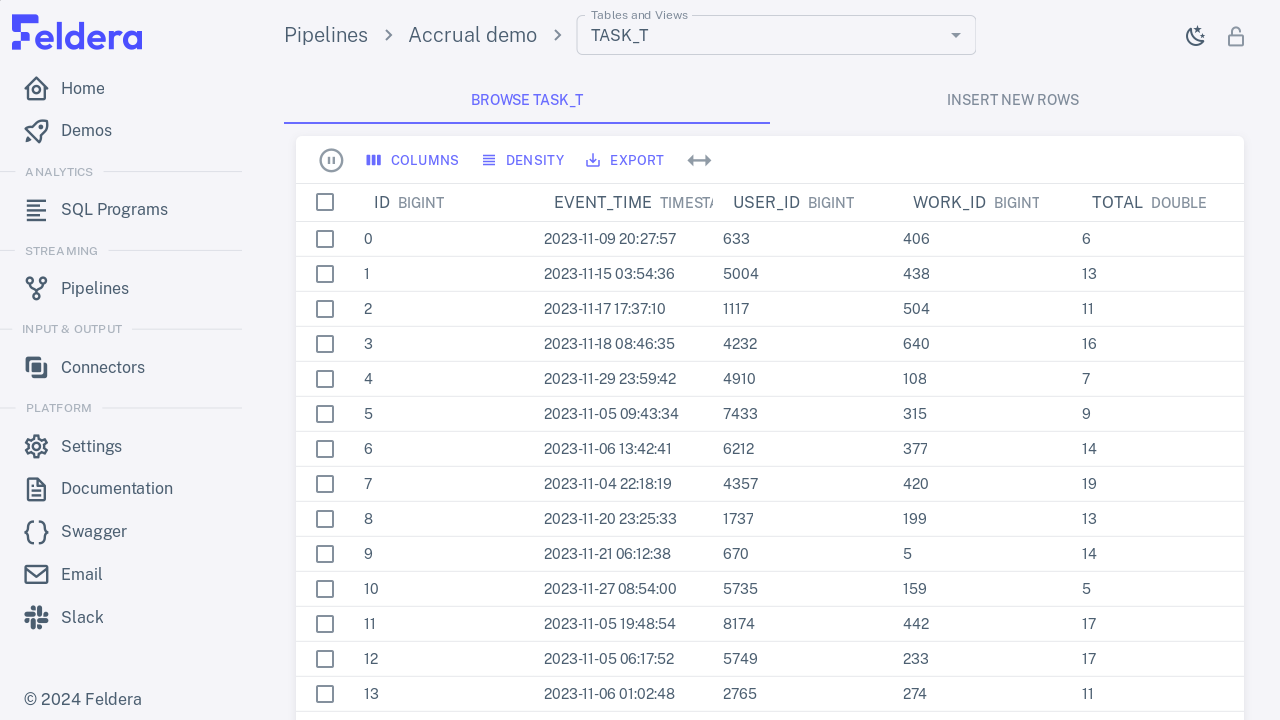 Feldera
Home
Demos
ANALYTICS
SQL Programs
STREAMING
Pipelines
INPUT & OUTPUT
Connectors
PLATFORM
Settings
Documentation
Swagger
Email
Slack
© 2024 Feldera
Pipelines > Accrual demo >
Tables and Views
TASK_T
BROWSE TASK_T INSERT NEW ROWS
COLUMNS DENSITY EXPORT
ID BIGINT EVENT_TIME TIMESTA USER_ID BIGINT WORK_ID BIGINT TOTAL DOUBLE
0 2023-11-09 20:27:57 633 406 6
1 2023-11-15 03:54:36 5004 438 13
2 2023-11-17 17:37:10 1117 504 11
3 2023-11-18 08:46:35 4232 640 16
4 2023-11-29 23:59:42 4910 108 7
5 2023-11-05 09:43:34 7433 315 9
6 2023-11-06 13:42:41 6212 377 14
7 2023-11-04 22:18:19 4357 420 19
8 2023-11-20 23:25:33 1737 199 13
9 2023-11-21 06:12:38 670 5 14
10 2023-11-27 08:54:00 5735 159 5
11 2023-11-05 19:48:54 8174 442 17
12 2023-11-05 06:17:52 5749 233 17
13 2023-11-06 01:02:48 2765 274 11